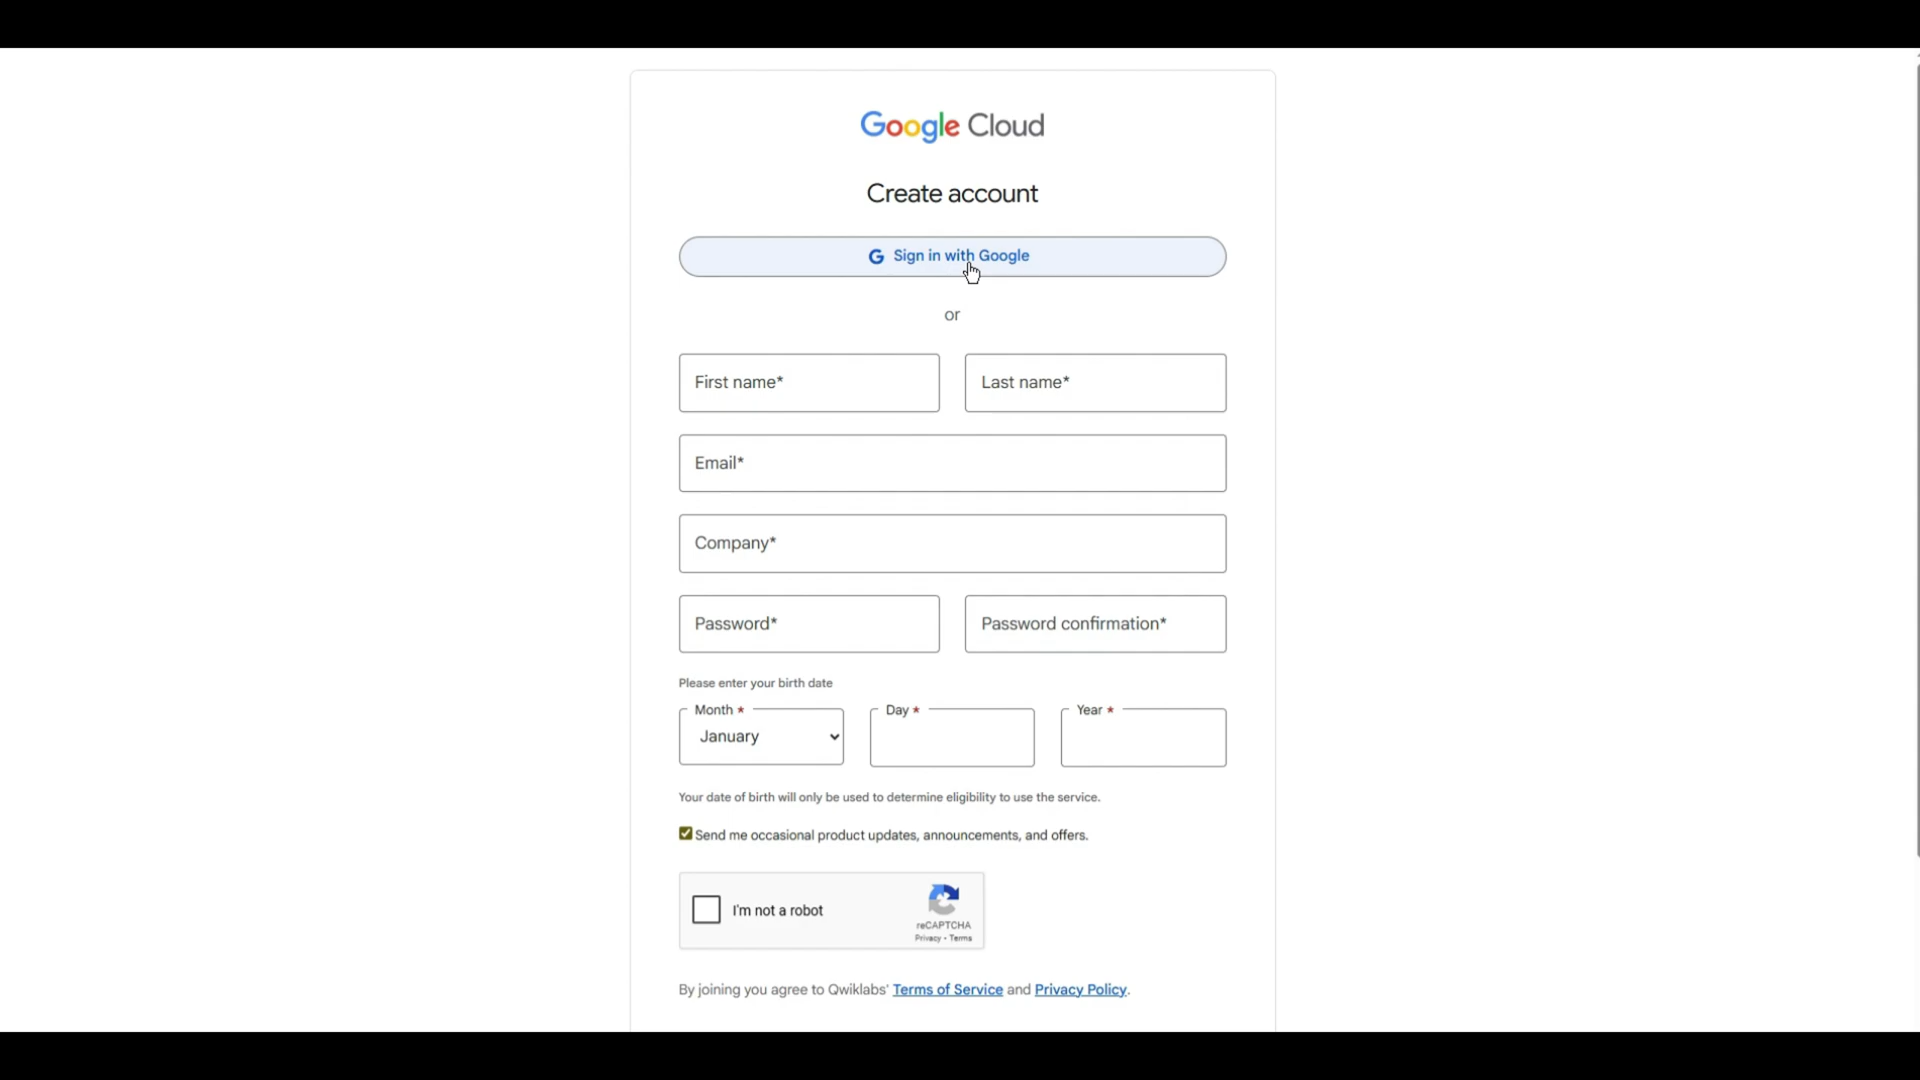 Google Cloud
Create account
G Sign in with Google
or
First name* Last name*
Email*
Company*
Password* Password confirmation*
Please enter your birth date
Month * Day * Year *
January
Your date of birth will only be used to determine eligibility to use the service.
Send me occasional product updates, announcements, and offers.
I'm not a robot
reCAPTCHA
Privacy - Terms
By joining you agree to Qwiklabs' Terms of Service and Privacy Policy.